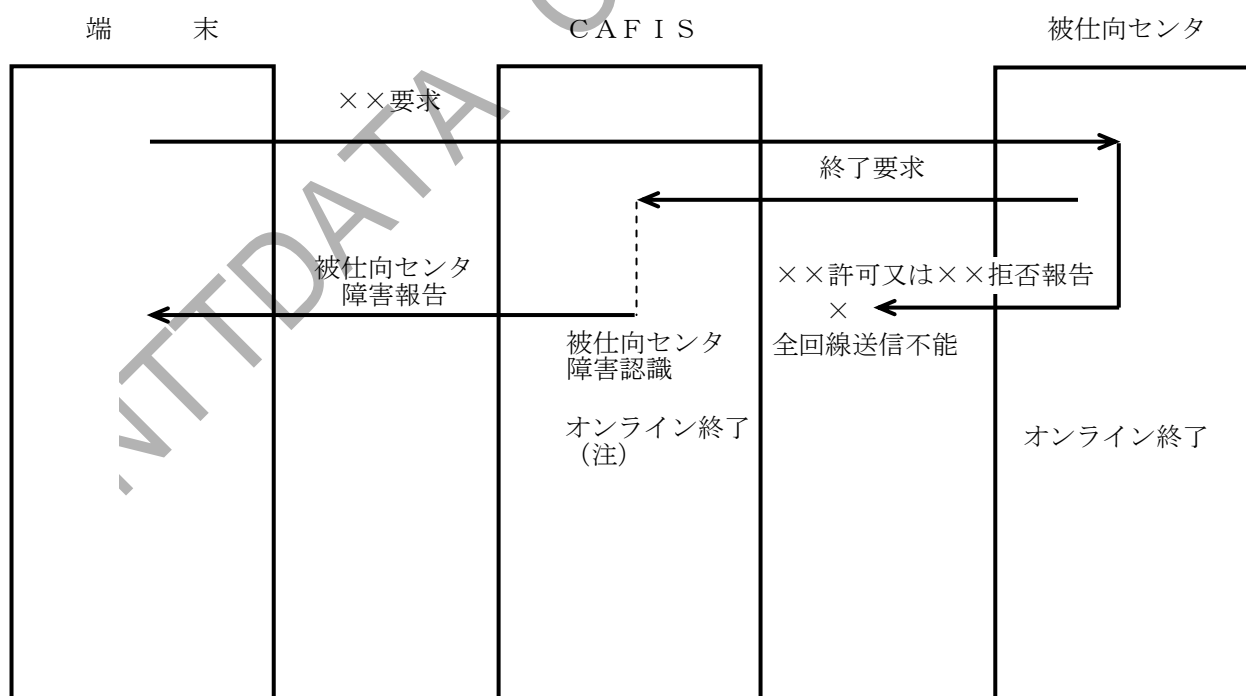 端　　　末
ＣＡＦＩＳ
被仕向センタ
××要求
終了要求
被仕向センタ
障害報告
××許可又は××拒否報告
×
全回線送信不能
被仕向センタ
障害認識
オンライン終了
（注）
オンライン終了
NTTDATA C